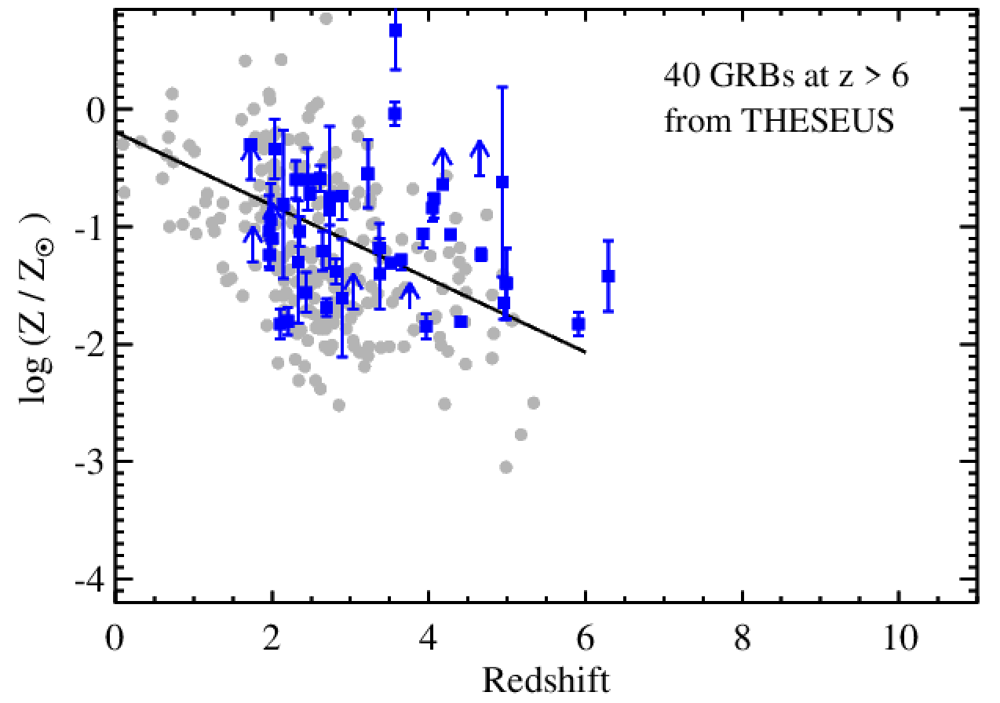 40 GRBs at z > 6
from THESEUS
log (Z / Z⊙)
0
-1
-2
-3
-4
0 2 4 6 8 10
Redshift